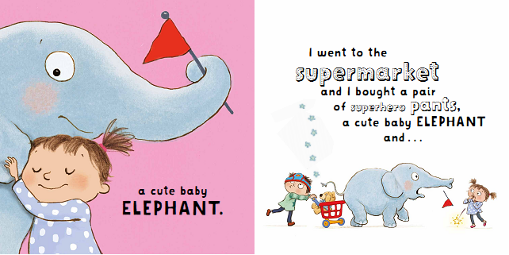 a cute baby
ELEPHANT.
I went to the
supermarket
and I bought a pair
of superhero pants,
a cute baby ELEPHANT
and...